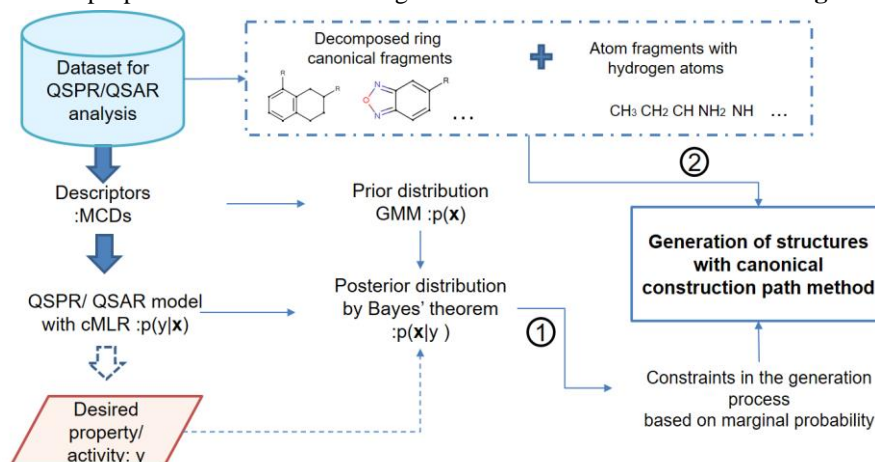 Dataset for
QSPR/QSAR
analysis
Decomposed ring
canonical fragments
R
R
N
O
N
R
...
Atom fragments with
hydrogen atoms
CH3 CH2 CH NH2 NH ...
②
Descriptors
:MCDs
Prior distribution
GMM :p(x)
Generation of structures
with canonical
construction path method
QSPR/ QSAR model
with cMLR :p(y|x)
Posterior distribution
by Bayes' theorem
:p(x|y )
①
Constraints in the generation
process
based on marginal probability
Desired
property/
activity: y